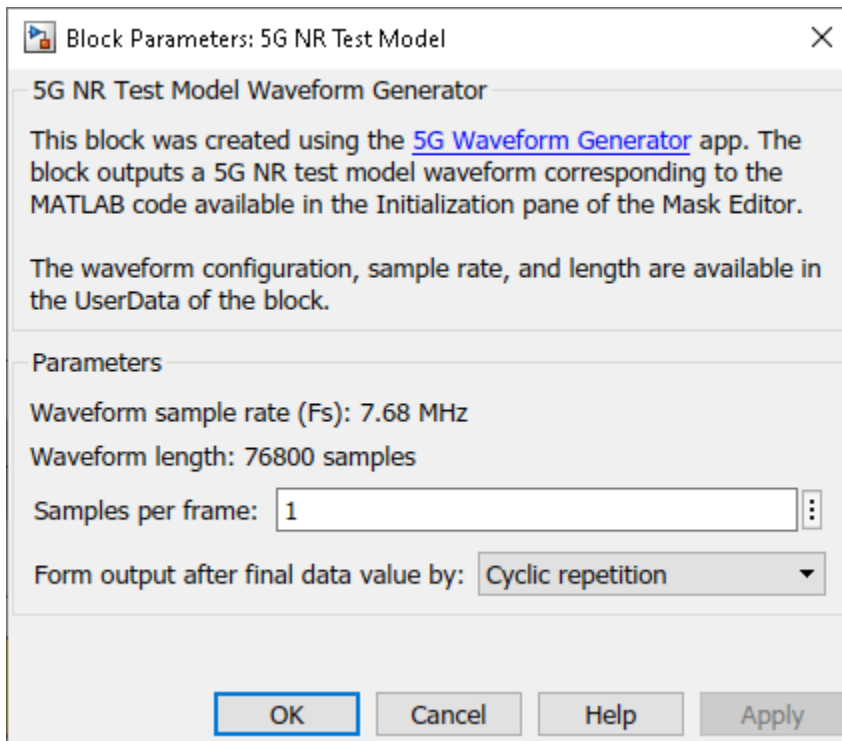 Block Parameters: 5G NR Test Model
5G NR Test Model Waveform Generator
This block was created using the 5G Waveform Generator app. The
block outputs a 5G NR test model waveform corresponding to the
MATLAB code available in the Initialization pane of the Mask Editor.
The waveform configuration, sample rate, and length are available in
the UserData of the block.
Parameters
Waveform sample rate (Fs): 7.68 MHz
Waveform length: 76800 samples
Samples per frame: 1
Form output after final data value by: Cyclic repetition
OK Cancel Help Apply